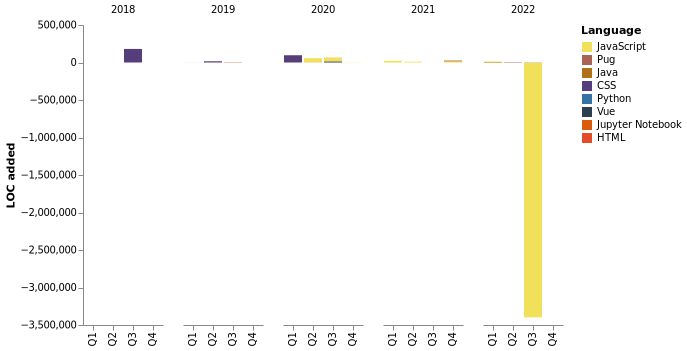 2018 2019 2020 2021 2022
Language
JavaScript
Pug
Java
CSS
Python
Vue
Jupyter Notebook
HTML
LOC added
500,000
0
−500,000
−1,000,000
−1,500,000
−2,000,000
−2,500,000
−3,000,000
−3,500,000
Q1 Q2 Q3 Q4 Q1 Q2 Q3 Q4 Q1 Q2 Q3 Q4 Q1 Q2 Q3 Q4 Q1 Q2 Q3 Q4